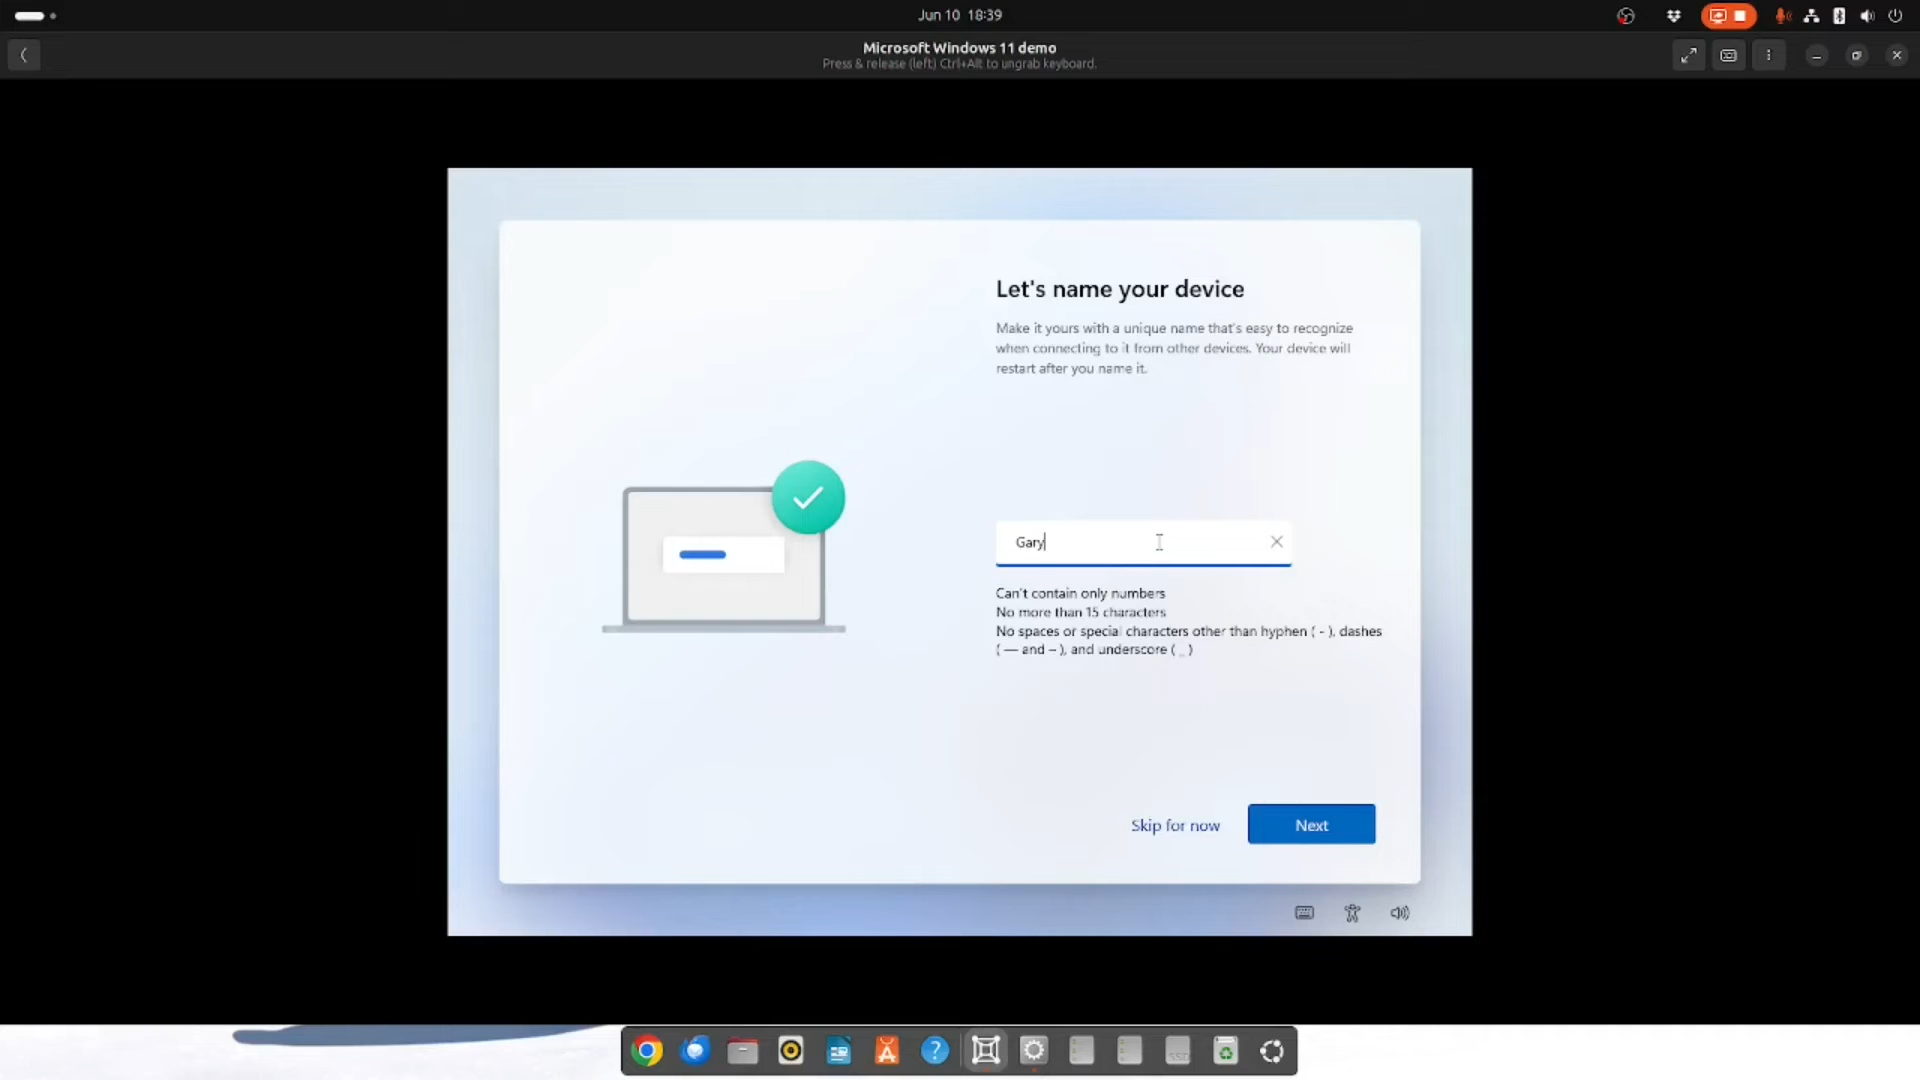 Jun 10 18:39
Microsoft Windows 11 demo
Press & release (left) Ctrl+Alt to ungrab keyboard.
Let's name your device
Make it yours with a unique name that's easy to recognize
when connecting to it from other devices. Your device will
restart after you name it.
Gary
Can't contain only numbers
No more than 15 characters
No spaces or special characters other than hyphen ( - ), dashes
( — and – ), and underscore ( _ )
Skip for now
Next
SSD